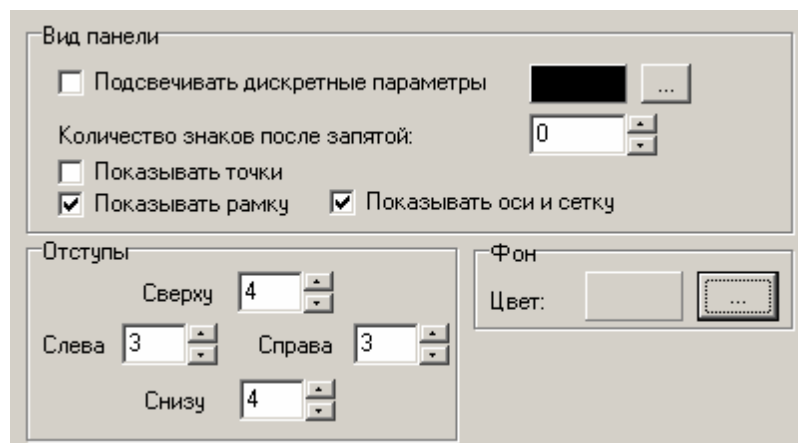 Вид панели
Подсвечивать дискретные параметры ...
Количество знаков после запятой: 0
Показывать точки
Показывать рамку Показывать оси и сетку
Отступы
Сверху 4
Слева 3 Справа 3
Снизу 4
Фон
Цвет: ...